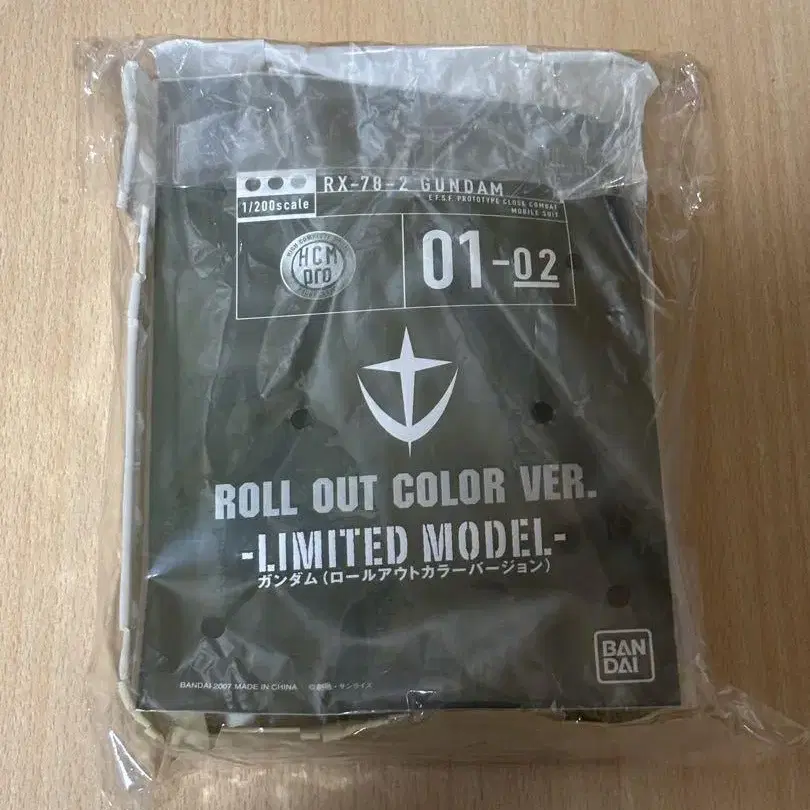 RX-78-2 GUNDAM
E.F.S.F. PROTOTYPE CLOSE COMBAT
MOBILE SUIT
1/200scale
HCM
pro
01-02
ROLL OUT COLOR VER.
-LIMITED MODEL-
ガンダム(ロールアウトカラーバージョン)
BAN
DAI
BANDAI 2007 MADE IN CHINA © 創通・サンライズ